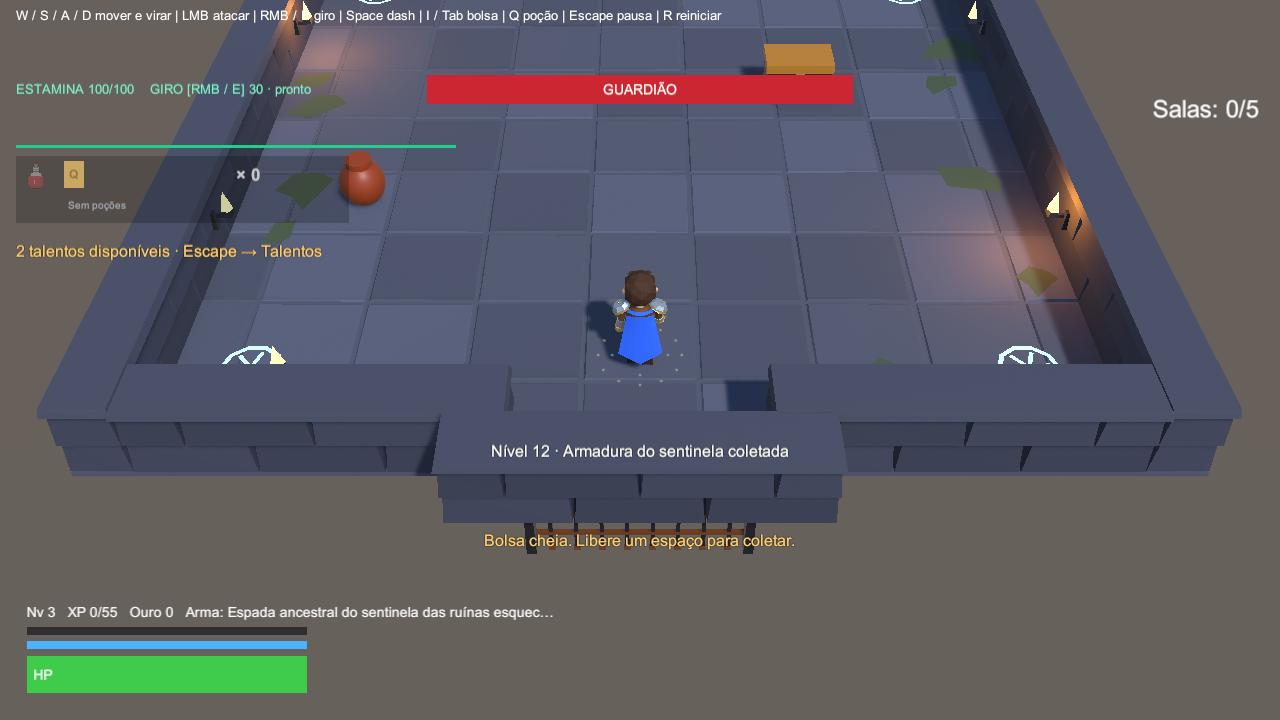 W / S / A / D mover e virar | LMB atacar | RMB / E giro | Space dash | I / Tab bolsa | Q poção | Escape pausa | R reiniciar
ESTAMINA 100/100 GIRO [RMB / E] 30 · pronto
GUARDIÃO
Salas: 0/5
Q
× 0
Sem poções
2 talentos disponíveis · Escape → Talentos
Nível 12 · Armadura do sentinela coletada
Bolsa cheia. Libere um espaço para coletar.
Nv 3 XP 0/55 Ouro 0 Arma: Espada ancestral do sentinela das ruínas esquec...
HP